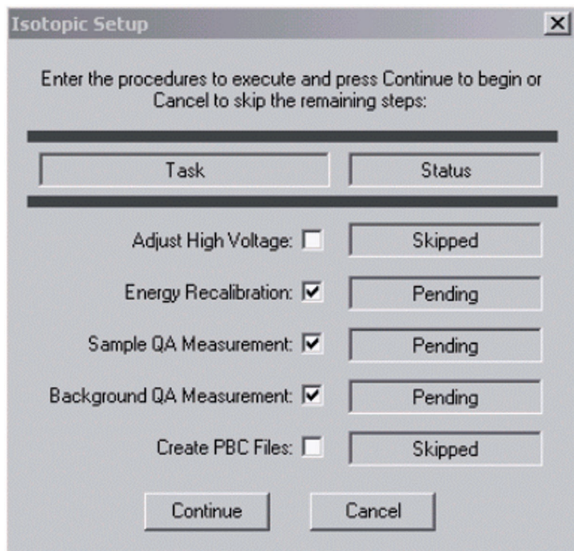 Isotopic Setup
Enter the procedures to execute and press Continue to begin or
Cancel to skip the remaining steps:
Task Status
Adjust High Voltage: Skipped
Energy Recalibration: Pending
Sample QA Measurement: Pending
Background QA Measurement: Pending
Create PBC Files: Skipped
Continue Cancel